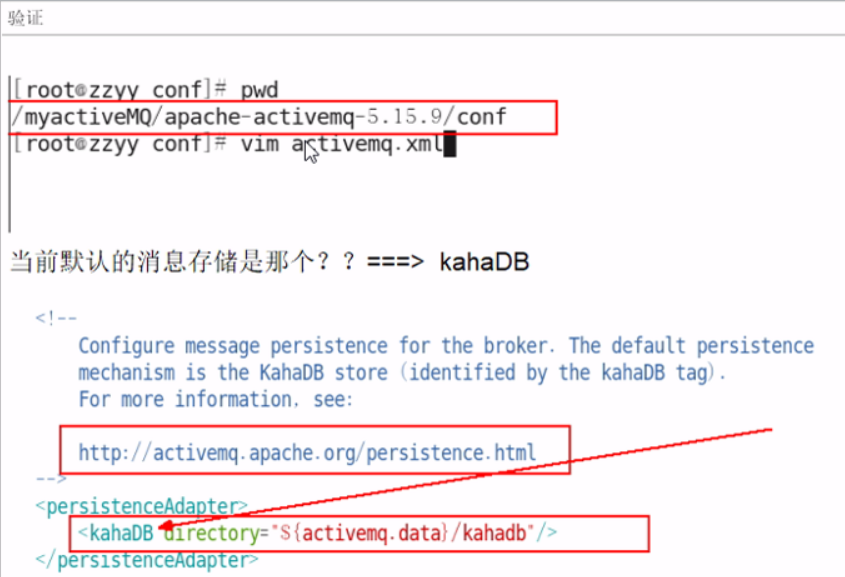 验证
[root@zzyy conf]# pwd
/myactiveMQ/apache-activemq-5.15.9/conf
[root@zzyy conf]# vim activemq.xml
当前默认的消息存储是那个？？===> kahaDB
<!--
Configure message persistence for the broker. The default persistence
mechanism is the KahaDB store (identified by the kahaDB tag).
For more information, see:
http://activemq.apache.org/persistence.html
-->
<persistenceAdapter>
<kahaDB directory="${activemq.data}/kahadb"/>
</persistenceAdapter>